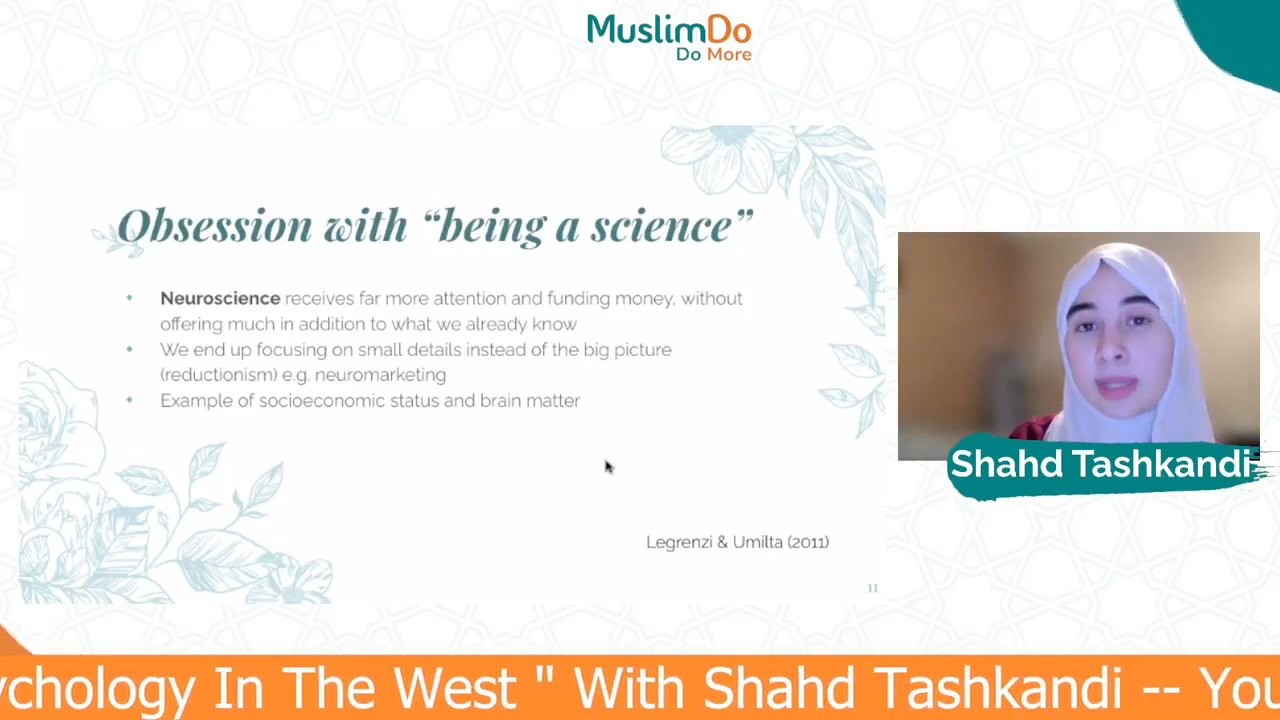 MuslimDo
Do More
Obsession with “being a science”
Neuroscience receives far more attention and funding money, without
offering much in addition to what we already know
We end up focusing on small details instead of the big picture
(reductionism) e.g. neuromarketing
Example of socioeconomic status and brain matter
Legrenzi & Umilta (2011)
11
Shahd Tashkandi
ychology In The West " With Shahd Tashkandi -- You